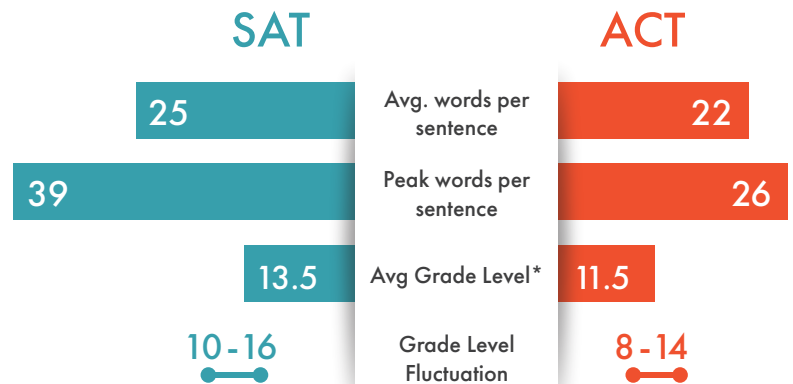 SAT
ACT
25
Avg. words per
sentence
22
39
Peak words per
sentence
26
13.5
Avg Grade Level*
11.5
10-16
Grade Level
Fluctuation
8-14